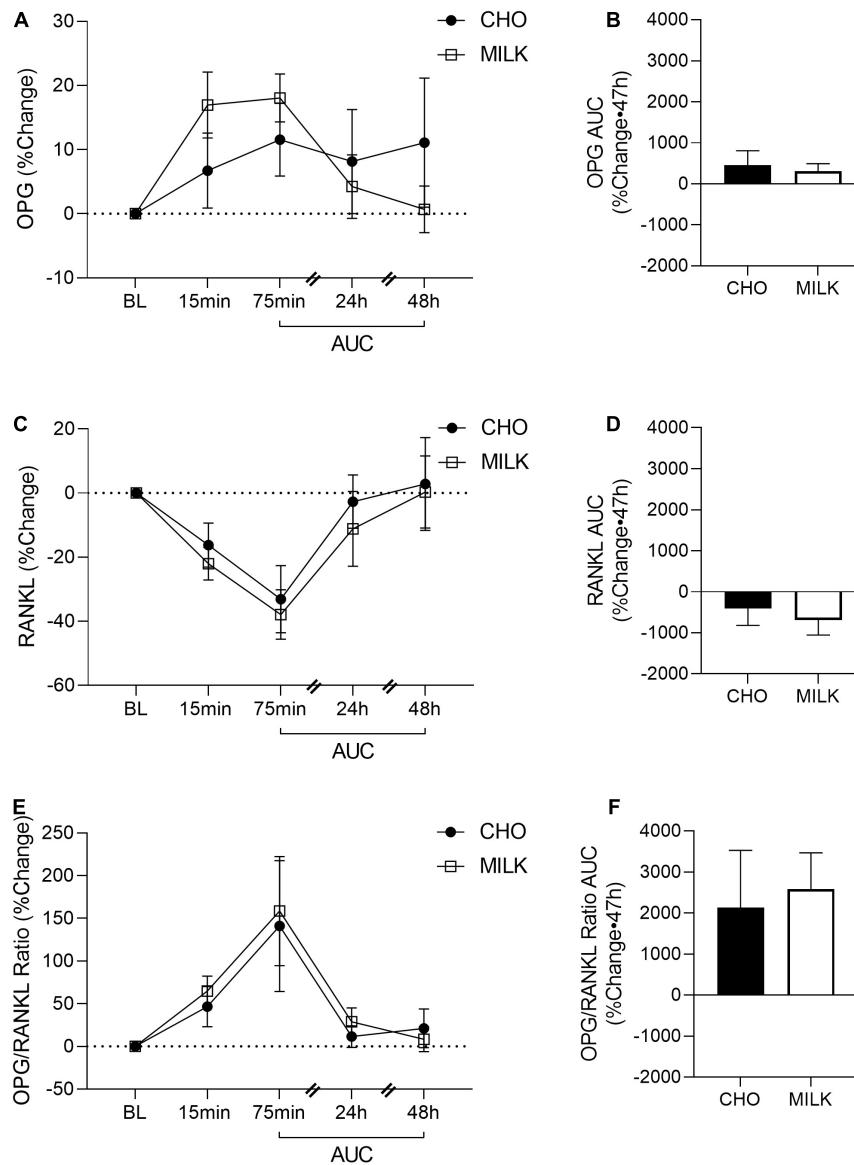 A
OPG (%Change)
30
20
10
0
-10
BL 15min 75min 24h 48h
AUC
CHO
MILK
B
OPG AUC
(%Change•47h)
4000
3000
2000
1000
0
-1000
-2000
CHO MILK
C
RANKL (%Change)
20
0
-20
-40
-60
BL 15min 75min 24h 48h
AUC
CHO
MILK
D
RANKL AUC
(%Change•47h)
4000
3000
2000
1000
0
-1000
-2000
CHO MILK
E
OPG/RANKL Ratio (%Change)
250
200
150
100
50
0
-50
BL 15min 75min 24h 48h
AUC
CHO
MILK
F
OPG/RANKL Ratio AUC
(%Change•47h)
4000
3000
2000
1000
0
-1000
-2000
CHO MILK